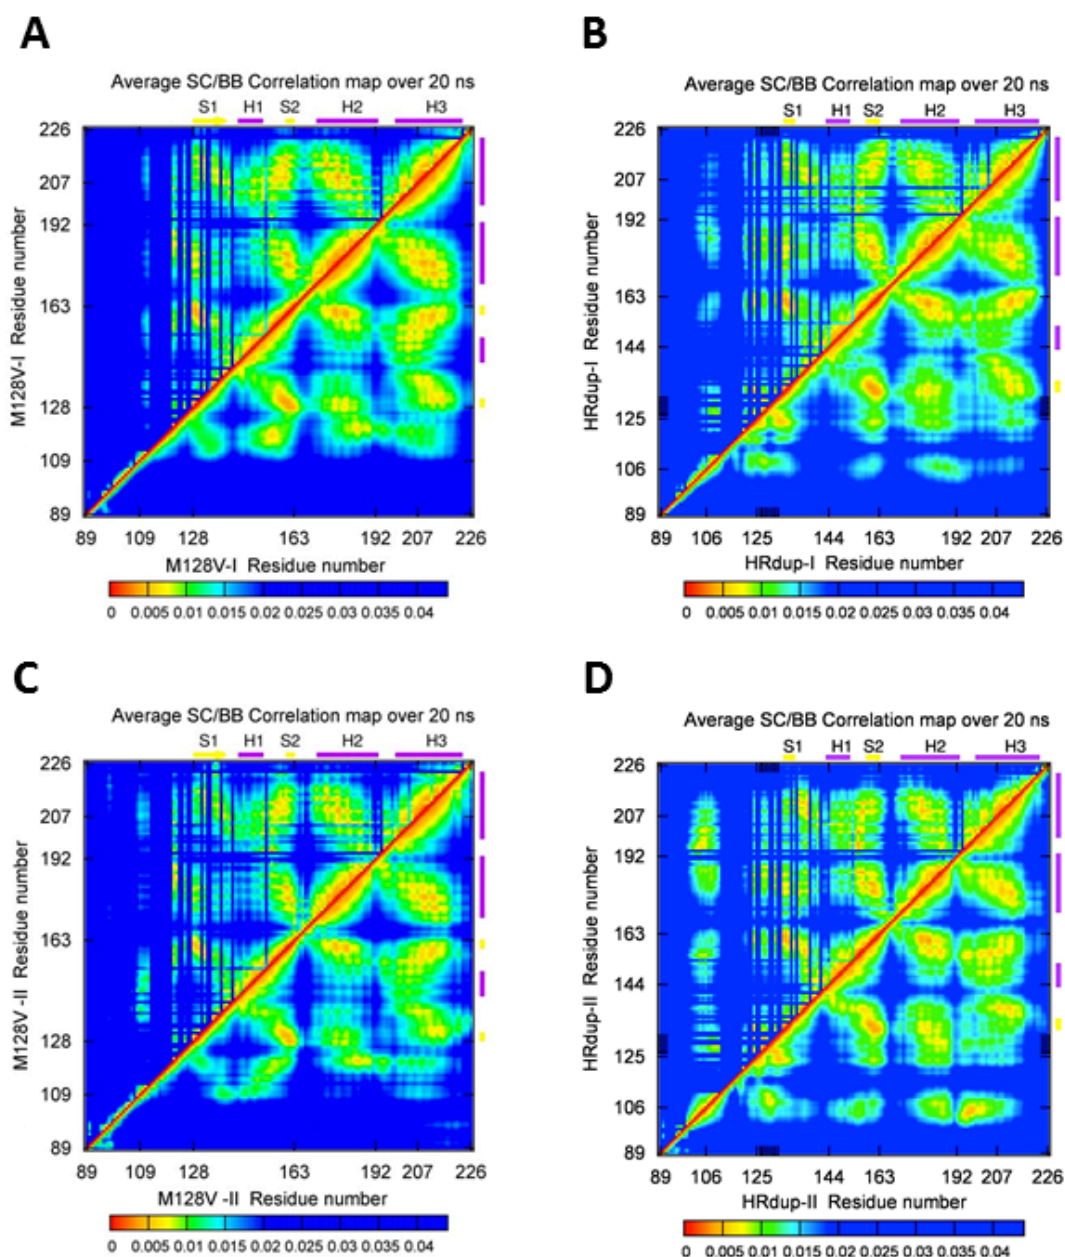 A
Average SC/BB Correlation map over 20 ns
S1 H1 S2 H2 H3
226
207
192
163
128
109
89
M128V-I Residue number
89 109 128 163 192 207 226
M128V-I Residue number
0 0.005 0.01 0.015 0.02 0.025 0.03 0.035 0.04
B
Average SC/BB Correlation map over 20 ns
S1 H1 S2 H2 H3
226
207
192
163
144
125
106
89
HRdup-I Residue number
89 106 125 144 163 192 207 226
HRdup-I Residue number
0 0.005 0.01 0.015 0.02 0.025 0.03 0.035 0.04
C
Average SC/BB Correlation map over 20 ns
S1 H1 S2 H2 H3
226
207
192
163
128
109
89
M128V -II Residue number
89 109 128 163 192 207 226
M128V -II Residue number
0 0.005 0.01 0.015 0.02 0.025 0.03 0.035 0.04
D
Average SC/BB Correlation map over 20 ns
S1 H1 S2 H2 H3
226
207
192
163
144
125
106
89
HRdup-II Residue number
89 106 125 144 163 192 207 226
HRdup-II Residue number
0 0.005 0.01 0.015 0.02 0.025 0.03 0.035 0.04